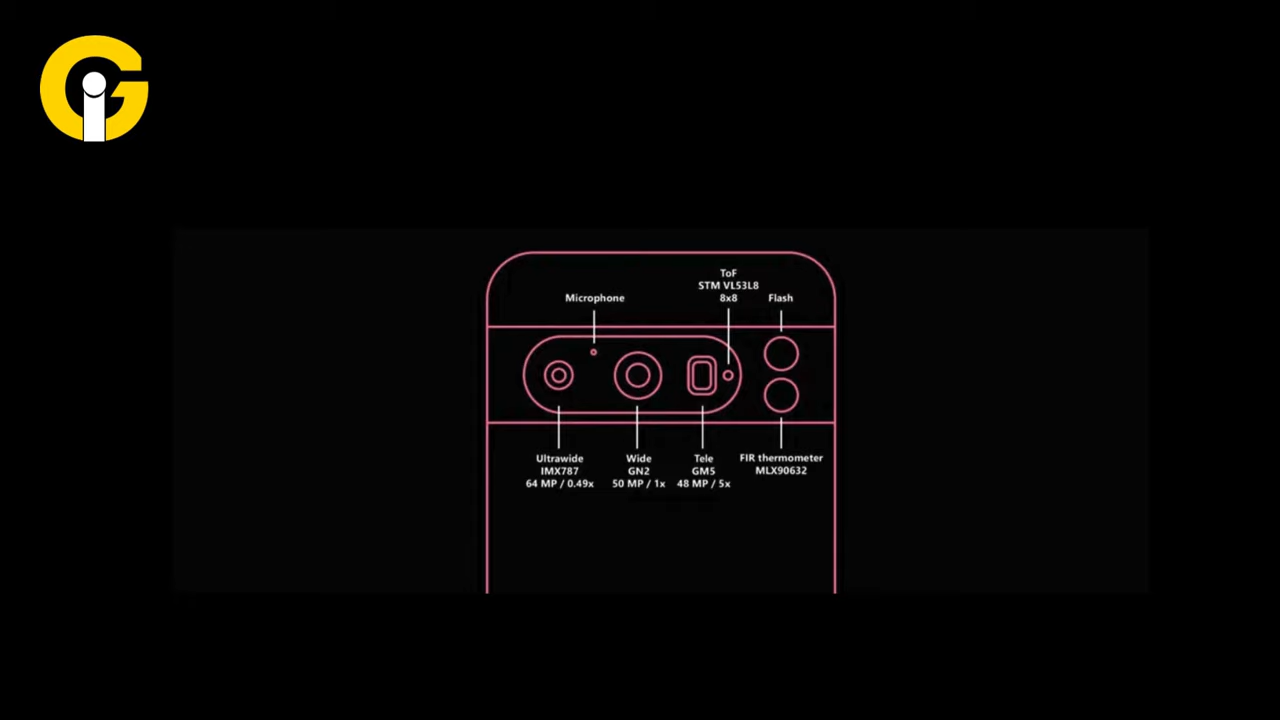 ToF
STM VL53L8
8x8
Microphone
Flash
Ultrawide
IMX787
64 MP / 0.49x
Wide
GN2
50 MP / 1x
Tele
GM5
48 MP / 5x
FIR thermometer
MLX90632